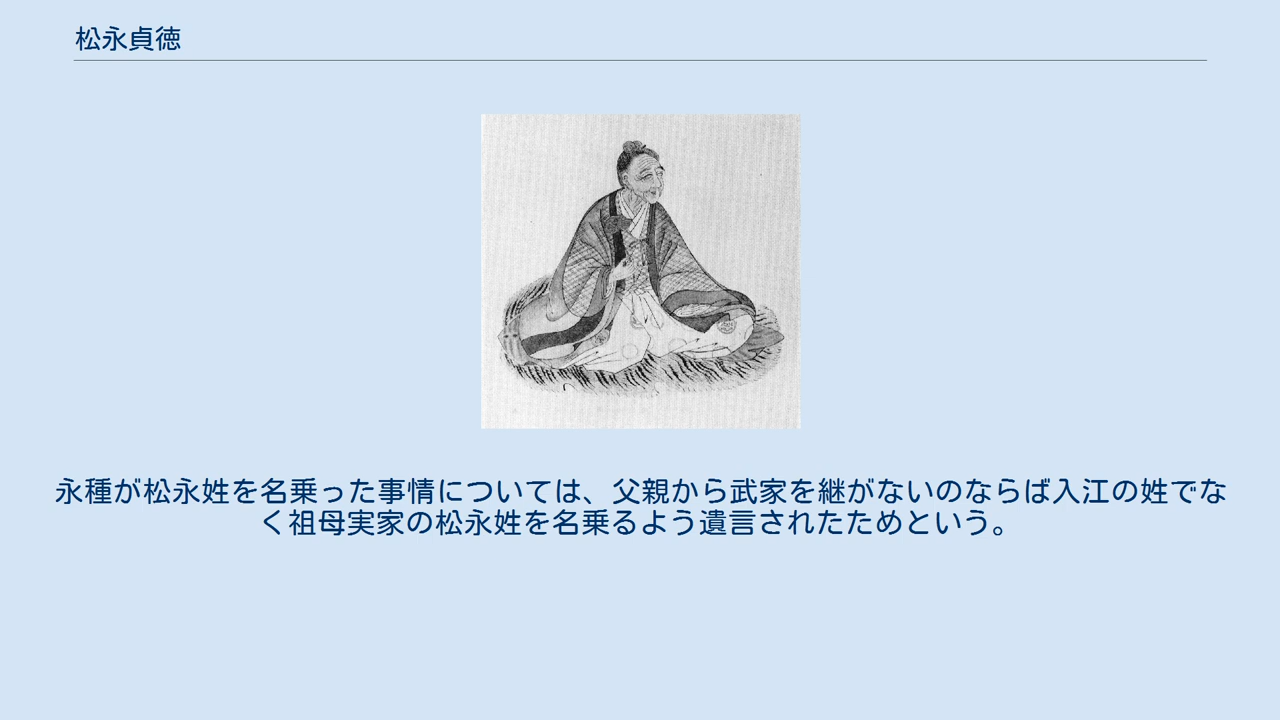 松永貞徳
永種が松永姓を名乗った事情については、父親から武家を継がないのならば入江の姓でな
く祖母実家の松永姓を名乗るよう遺言されたためという。